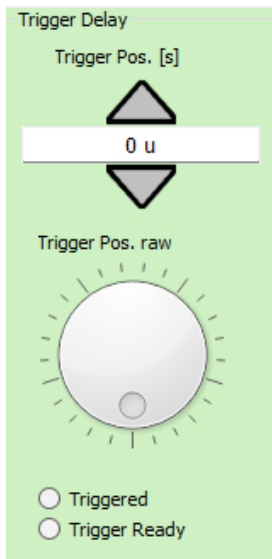 Trigger Delay
Trigger Pos. [s]
0 u
Trigger Pos. raw
Triggered
Trigger Ready